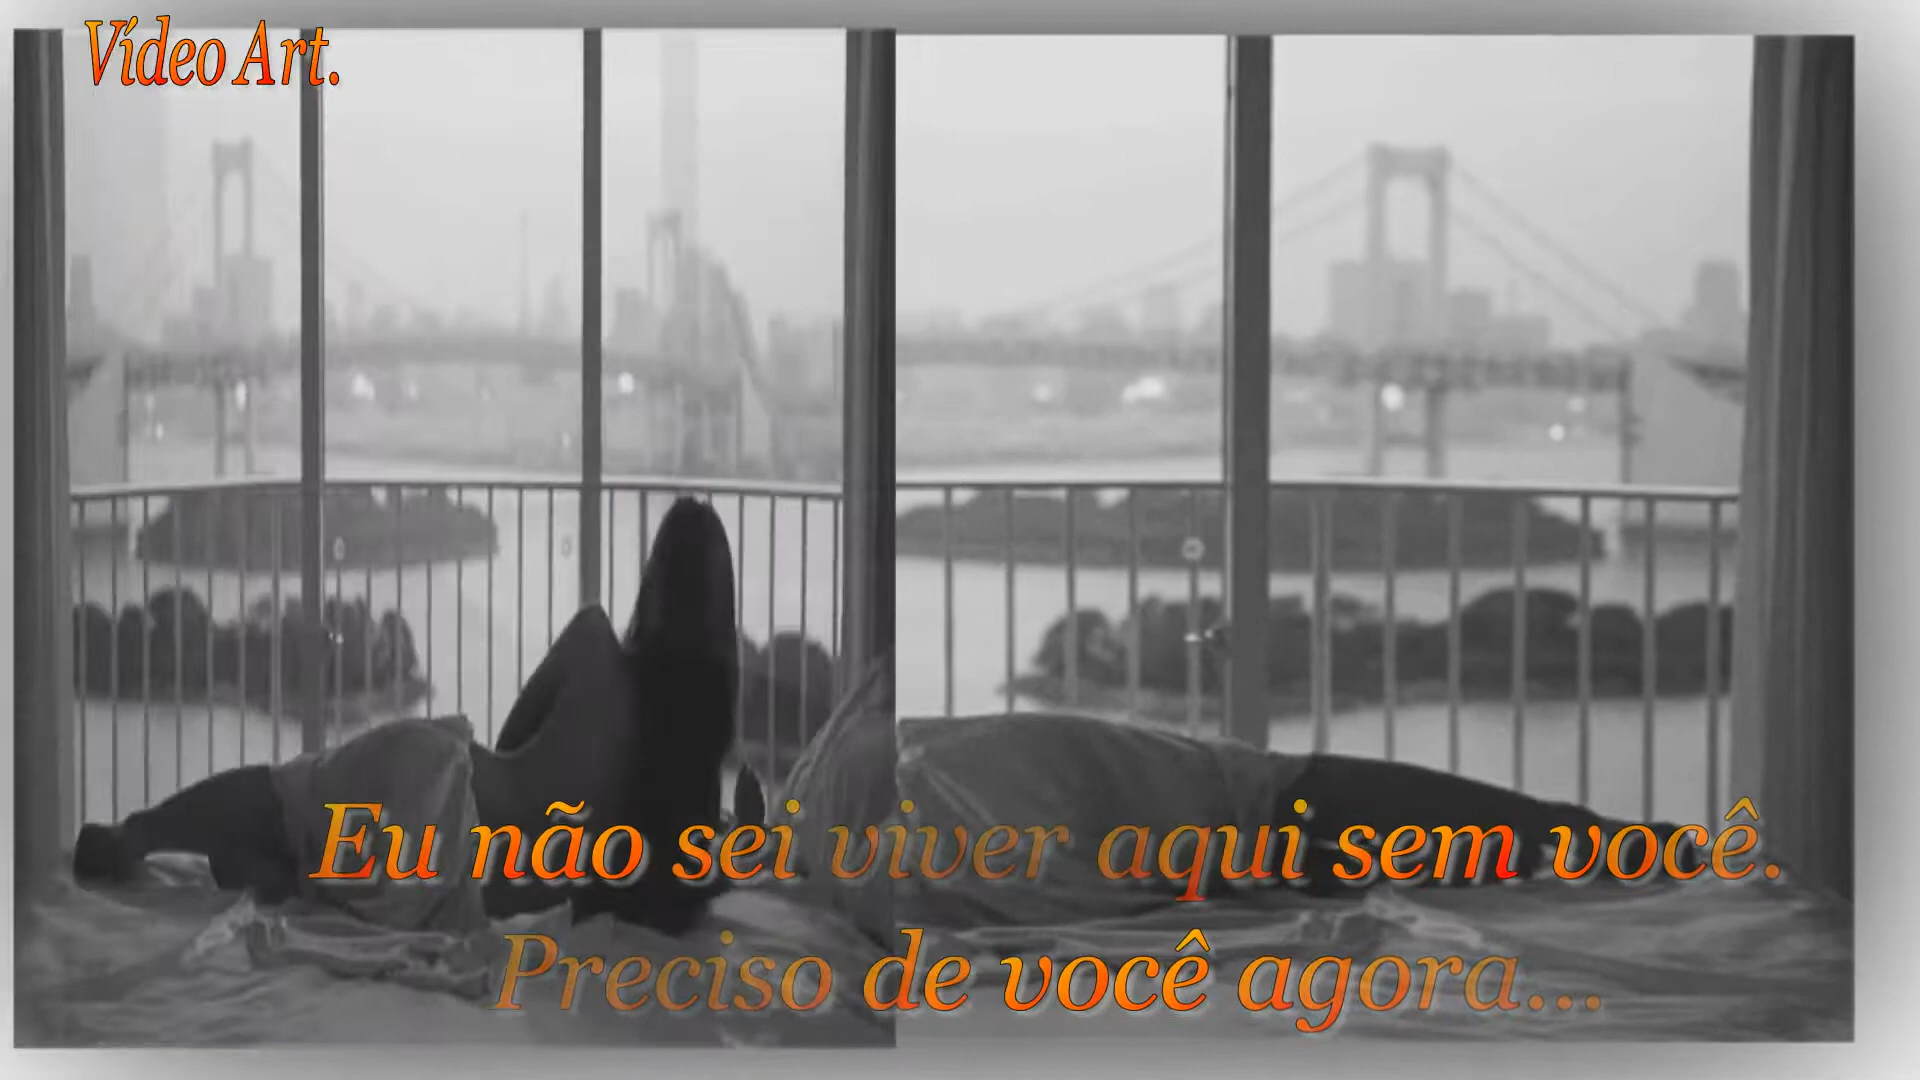 Vídeo Art.
Eu não sei viver aqui sem você.
Preciso de você agora...